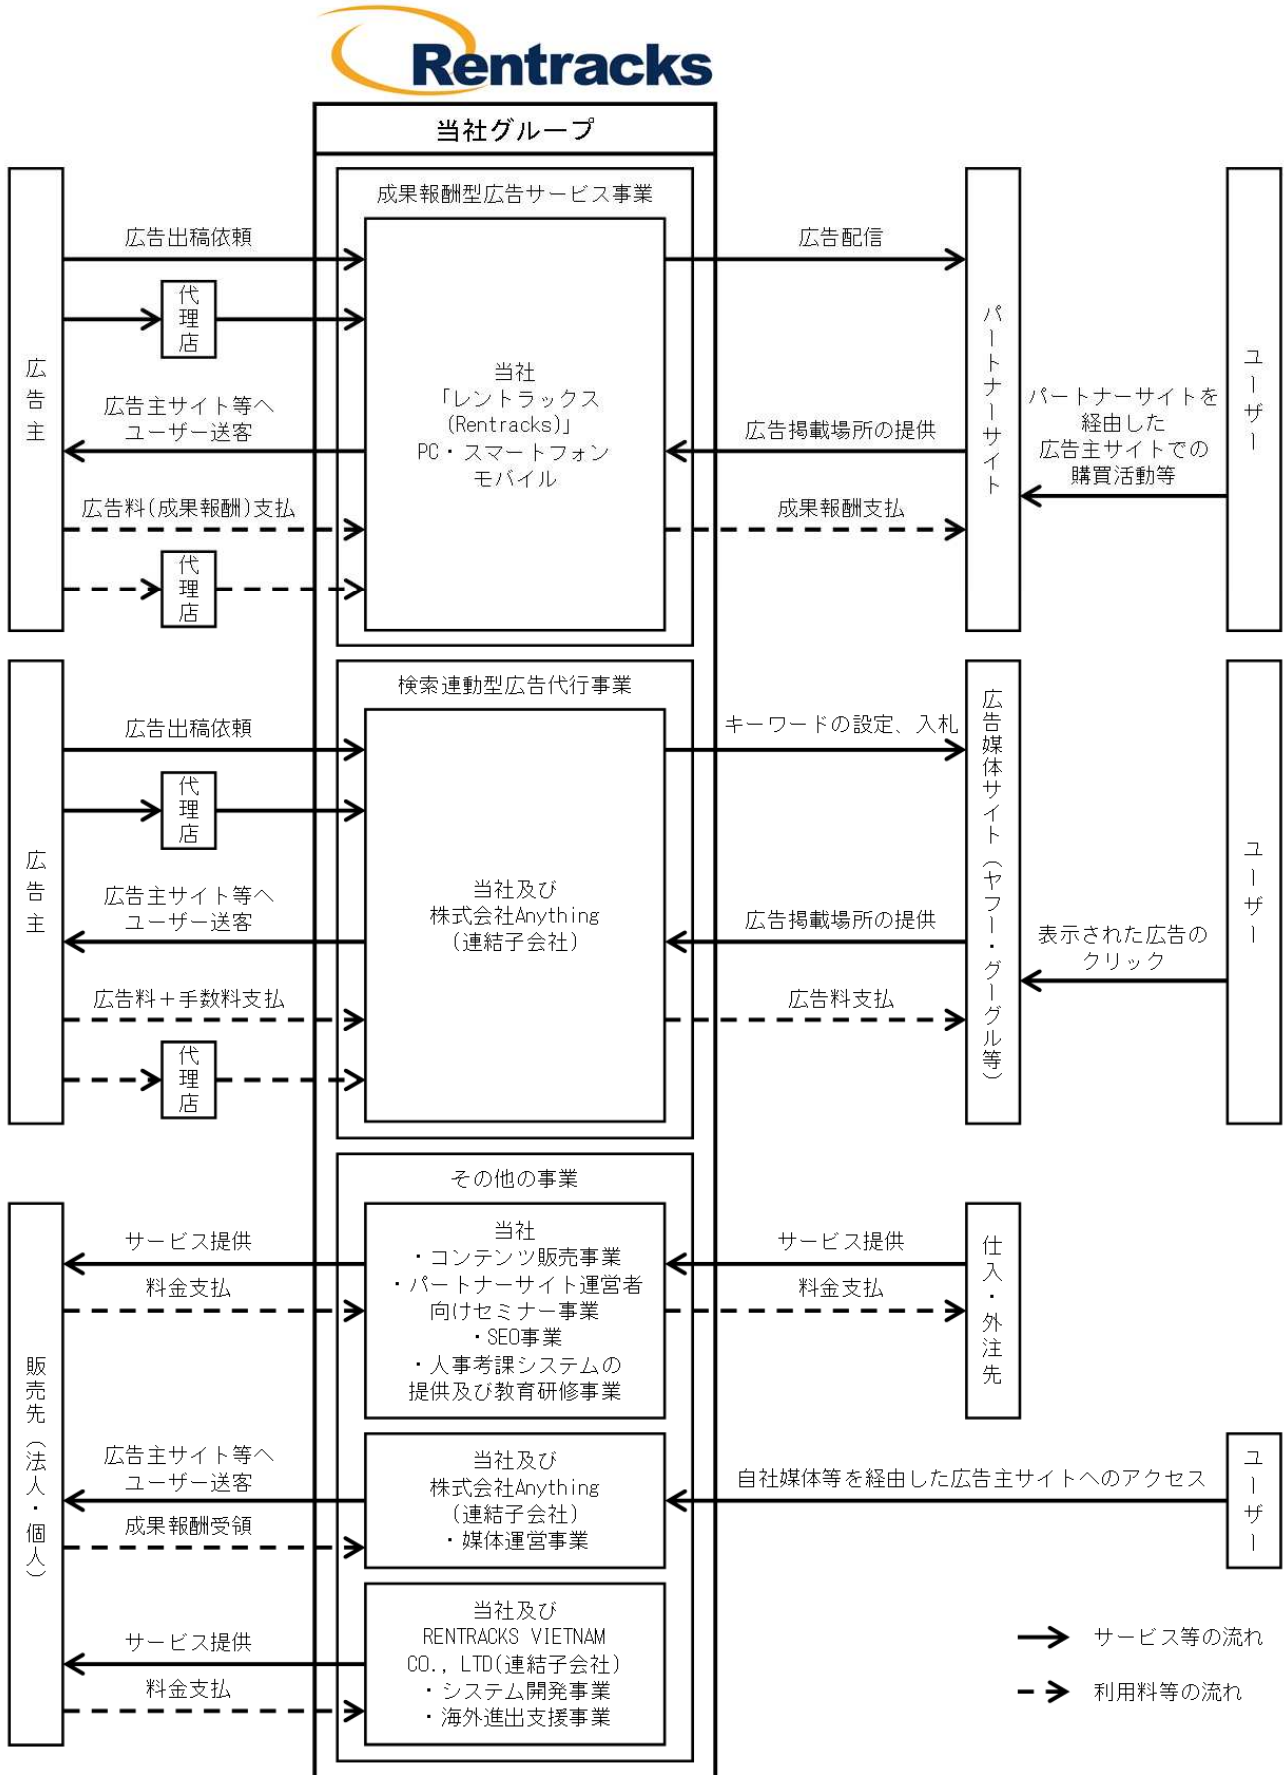 Rentracks
当社グループ
成果報酬型広告サービス事業
広告主
広告出稿依頼
代理店
広告主サイト等へ
ユーザー送客
広告料(成果報酬)支払
代理店
当社
「レントラックス
(Rentracks)」
PC・スマートフォン
モバイル
広告配信
広告掲載場所の提供
成果報酬支払
パートナーサイト
パートナーサイトを
経由した
広告主サイトでの
購買活動等
ユーザー
検索連動型広告代行事業
広告主
広告出稿依頼
代理店
広告主サイト等へ
ユーザー送客
広告料＋手数料支払
代理店
当社及び
株式会社Anything
(連結子会社)
キーワードの設定、入札
広告掲載場所の提供
広告料支払
広告媒体サイト(ヤフー・グーグル等)
表示された広告の
クリック
ユーザー
その他の事業
販売先(法人・個人)
サービス提供
料金支払
当社
・コンテンツ販売事業
・パートナーサイト運営者
向けセミナー事業
・SEO事業
・人事考課システムの
提供及び教育研修事業
サービス提供
料金支払
仕入・外注先
広告主サイト等へ
ユーザー送客
成果報酬受領
当社及び
株式会社Anything
(連結子会社)
・媒体運営事業
自社媒体等を経由した広告主サイトへのアクセス
ユーザー
サービス提供
料金支払
当社及び
RENTRACKS VIETNAM
CO., LTD(連結子会社)
・システム開発事業
・海外進出支援事業
サービス等の流れ
利用料等の流れ